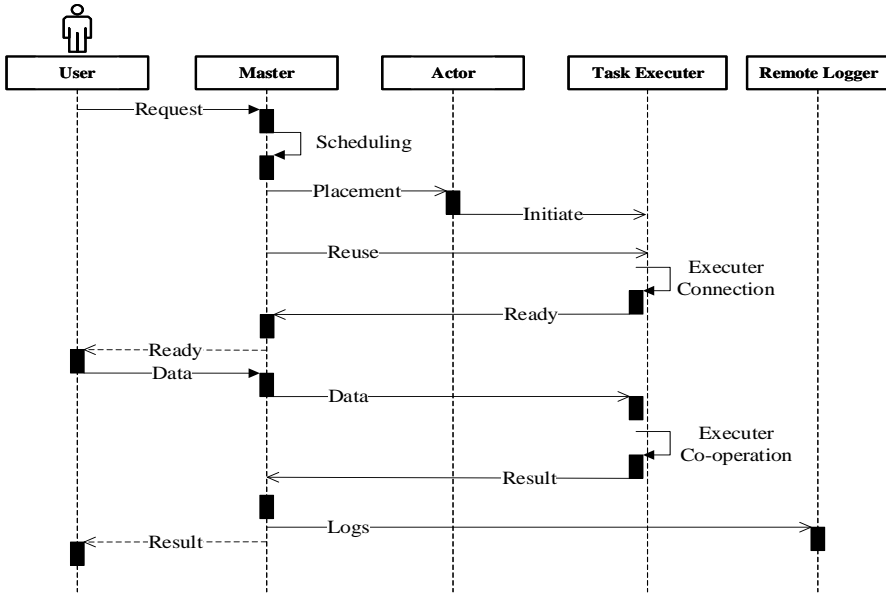 User
Master
Actor
Task Executer
Remote Logger
Request
Scheduling
Placement
Initiate
Reuse
Executer
Connection
Ready
Ready
Data
Data
Executer
Co-operation
Result
Logs
Result